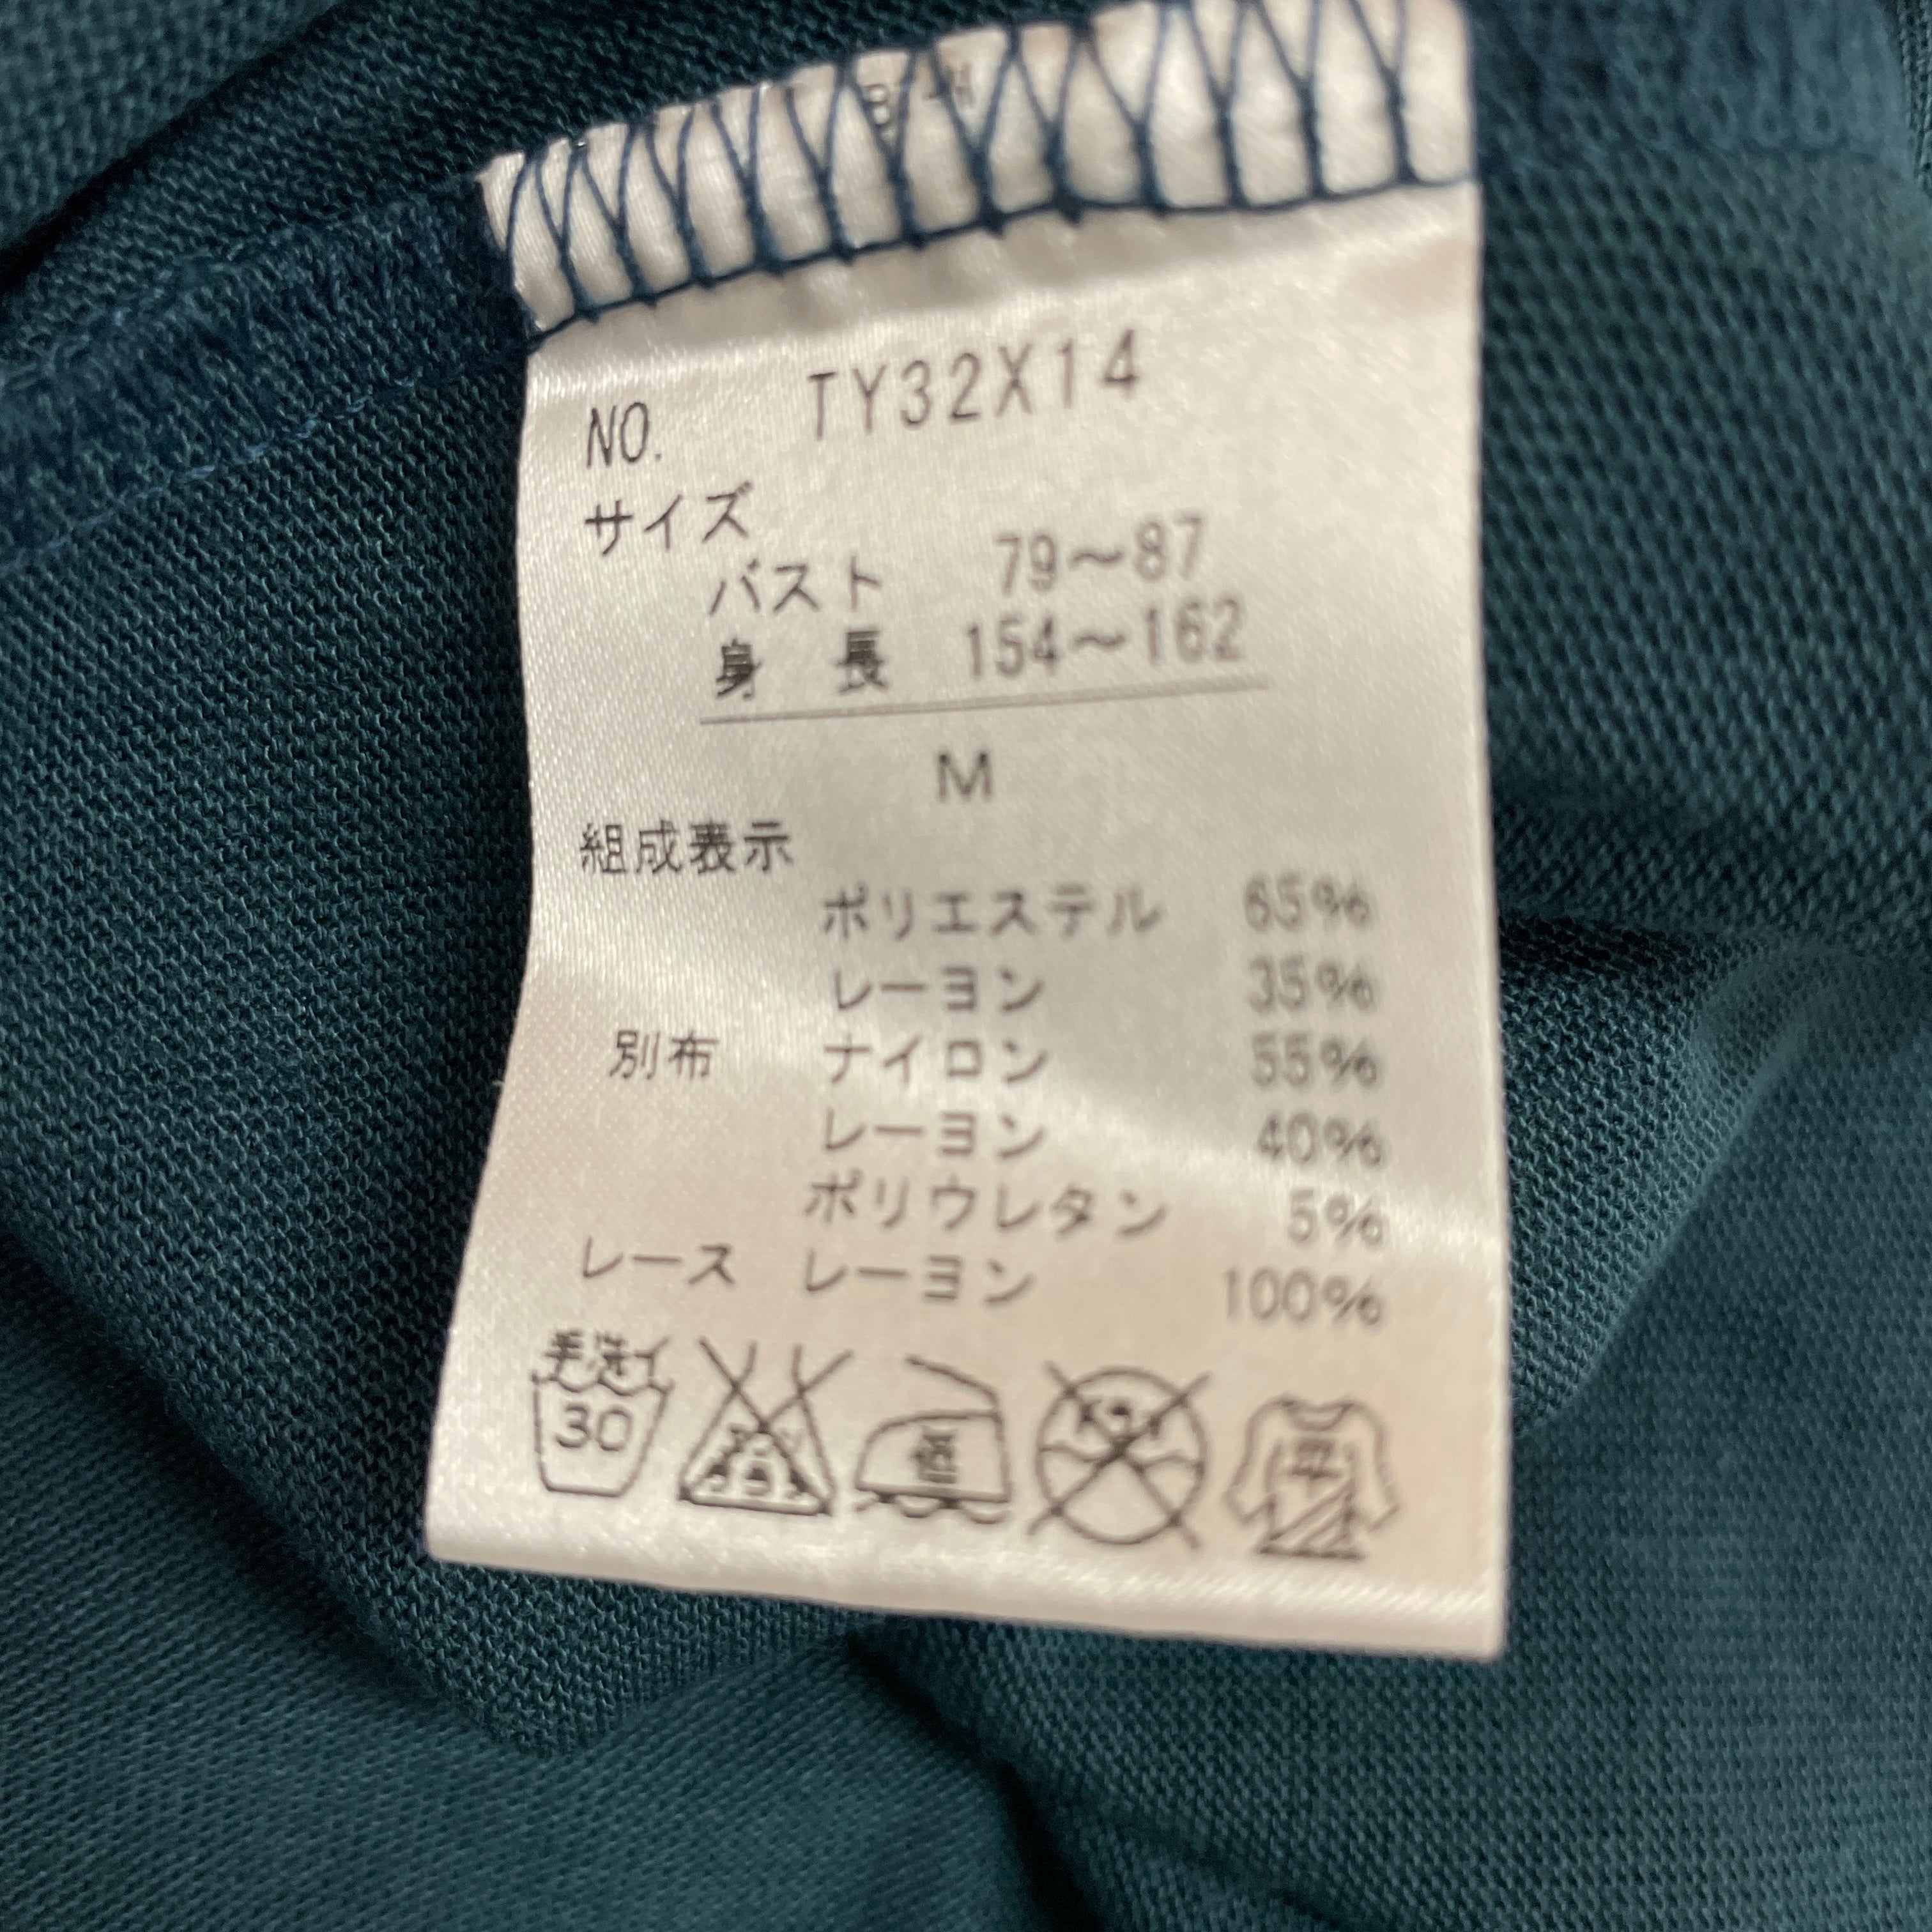 NO. TY32X14
サイズ
バスト 79～87
身長 154～162
M
組成表示
ポリエステル 65%
レーヨン 35%
別布 ナイロン 55%
レーヨン 40%
ポリウレタン 5%
レース レーヨン 100%
手洗イ 30 低 平